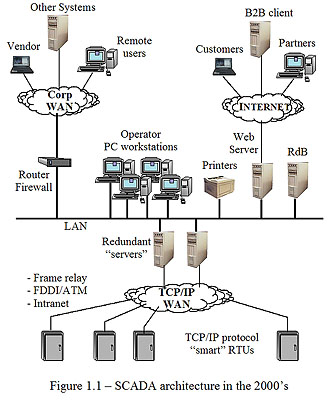 Other Systems
B2B client
Vendor
Remote
users
Customers
Partners
Corp
WAN
INTERNET
Operator
PC workstations
Web
Server
RdB
Printers
Router
Firewall
LAN
Redundant
“servers”
- Frame relay
- FDDI/ATM
- Intranet
TCP/IP
WAN
TCP/IP protocol
“smart” RTUs
Figure 1.1 – SCADA architecture in the 2000’s